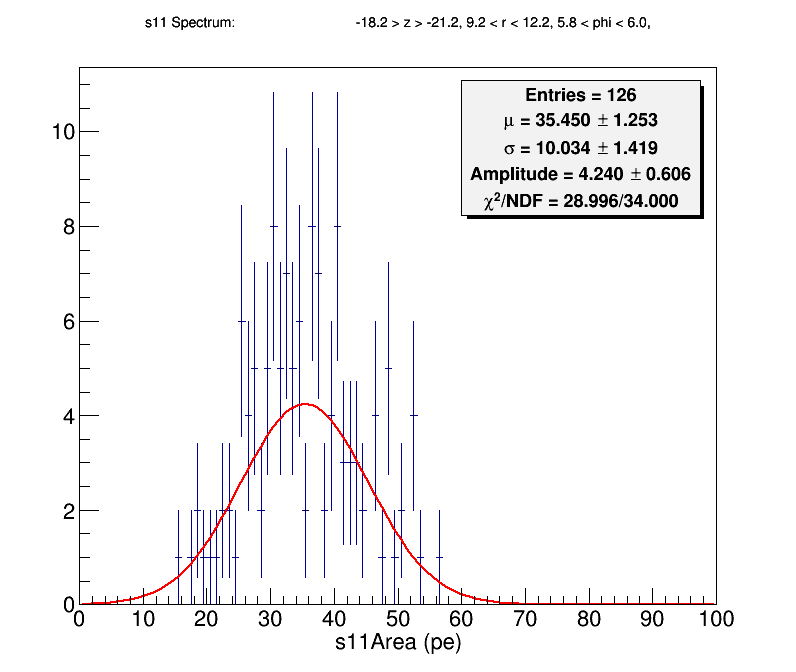 s11 Spectrum: -18.2 > z > -21.2, 9.2 < r < 12.2, 5.8 < phi < 6.0,
Entries = 126
μ = 35.450 ± 1.253
σ = 10.034 ± 1.419
Amplitude = 4.240 ± 0.606
χ²/NDF = 28.996/34.000
10
8
6
4
2
0
0 10 20 30 40 50 60 70 80 90 100
s11Area (pe)